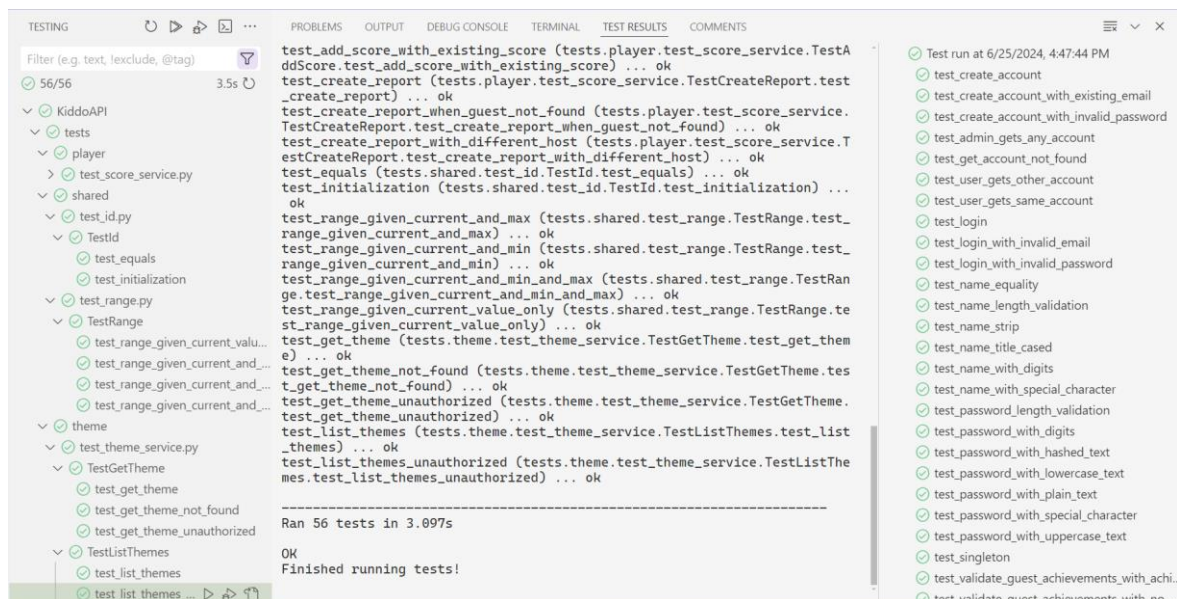 TESTING
Filter (e.g. text, !exclude, @tag)
56/56 3.5s
KiddoAPI
tests
player
test_score_service.py
shared
test_id.py
TestId
test_equals
test_initialization
test_range.py
TestRange
test_range_given_current_valu...
test_range_given_current_and_...
test_range_given_current_and_...
test_range_given_current_and_...
theme
test_theme_service.py
TestGetTheme
test_get_theme
test_get_theme_not_found
test_get_theme_unauthorized
TestListThemes
test_list_themes
test_list_themes ...
PROBLEMS OUTPUT DEBUG CONSOLE TERMINAL TEST RESULTS COMMENTS
test_add_score_with_existing_score (tests.player.test_score_service.TestA
ddScore.test_add_score_with_existing_score) ... ok
test_create_report (tests.player.test_score_service.TestCreateReport.test
_create_report) ... ok
test_create_report_when_guest_not_found (tests.player.test_score_service.
TestCreateReport.test_create_report_when_guest_not_found) ... ok
test_create_report_with_different_host (tests.player.test_score_service.T
estCreateReport.test_create_report_with_different_host) ... ok
test_equals (tests.shared.test_id.TestId.test_equals) ... ok
test_initialization (tests.shared.test_id.TestId.test_initialization) ...
ok
test_range_given_current_and_max (tests.shared.test_range.TestRange.test_
range_given_current_and_max) ... ok
test_range_given_current_and_min (tests.shared.test_range.TestRange.test_
range_given_current_and_min) ... ok
test_range_given_current_and_min_and_max (tests.shared.test_range.TestRan
ge.test_range_given_current_and_min_and_max) ... ok
test_range_given_current_value_only (tests.shared.test_range.TestRange.te
st_range_given_current_value_only) ... ok
test_get_theme (tests.theme.test_theme_service.TestGetTheme.test_get_them
e) ... ok
test_get_theme_not_found (tests.theme.test_theme_service.TestGetTheme.tes
t_get_theme_not_found) ... ok
test_get_theme_unauthorized (tests.theme.test_theme_service.TestGetTheme.
test_get_theme_unauthorized) ... ok
test_list_themes (tests.theme.test_theme_service.TestListThemes.test_list
_themes) ... ok
test_list_themes_unauthorized (tests.theme.test_theme_service.TestListThe
mes.test_list_themes_unauthorized) ... ok
----------------------------------------------------------------------
Ran 56 tests in 3.097s
OK
Finished running tests!
Test run at 6/25/2024, 4:47:44 PM
test_create_account
test_create_account_with_existing_email
test_create_account_with_invalid_password
test_admin_gets_any_account
test_get_account_not_found
test_user_gets_other_account
test_user_gets_same_account
test_login
test_login_with_invalid_email
test_login_with_invalid_password
test_name_equality
test_name_length_validation
test_name_strip
test_name_title_cased
test_name_with_digits
test_name_with_special_character
test_password_length_validation
test_password_with_digits
test_password_with_hashed_text
test_password_with_lowercase_text
test_password_with_plain_text
test_password_with_special_character
test_password_with_uppercase_text
test_singleton
test_validate_guest_achievements_with_achi...
test_validate_guest_achievements_with_no